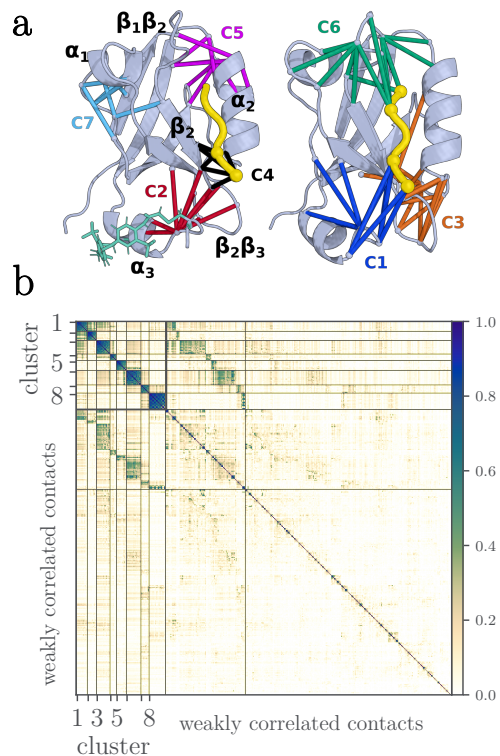 a
β₁β₂
C5
C6
α₁
α₂
C7
β₂
C4
C2
C3
β₂β₃
C1
α₃
b
1
5
8
cluster
weakly correlated contacts
1.0
0.8
0.6
0.4
0.2
0.0
1 3 5 8
weakly correlated contacts
cluster